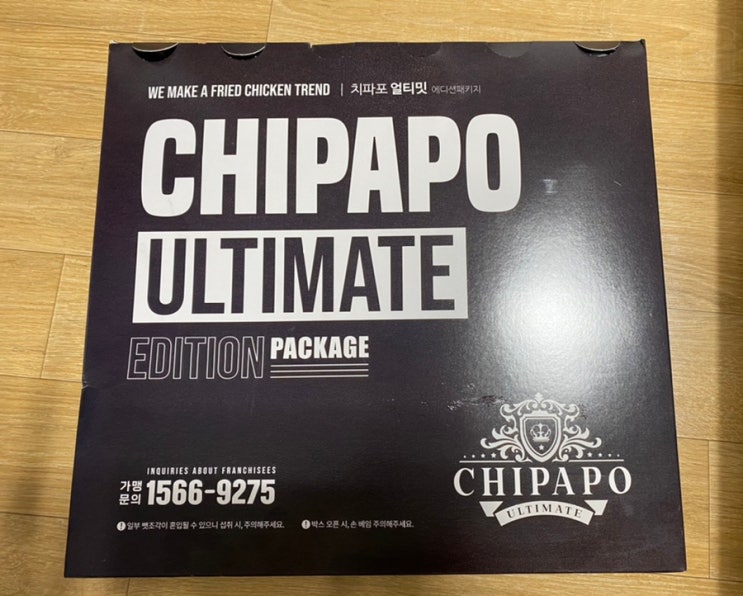 WE MAKE A FRIED CHICKEN TREND | 치파포 얼티밋 에디션패키지
CHIPAPO
ULTIMATE
EDITION PACKAGE
INQUIRIES ABOUT FRANCHISEES
가맹문의 1566-9275
! 일부 뼛조각이 혼입될 수 있으니 섭취 시, 주의해주세요. ! 박스 오픈 시, 손 베임 주의해주세요.
CHIPAPO
ULTIMATE